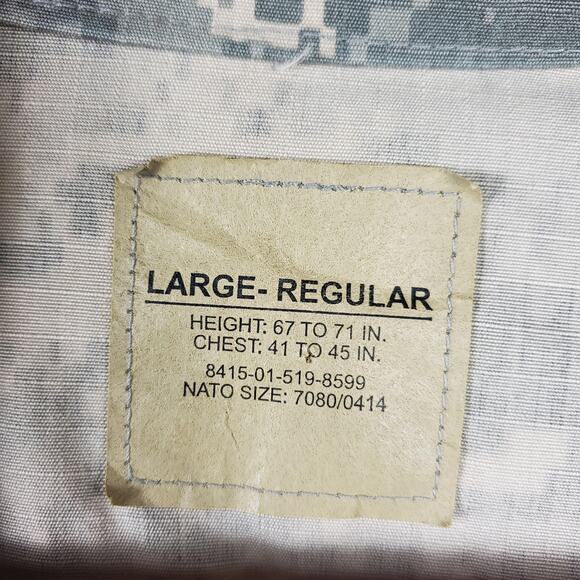 LARGE- REGULAR
HEIGHT: 67 TO 71 IN.
CHEST: 41 TO 45 IN.
8415-01-519-8599
NATO SIZE: 7080/0414